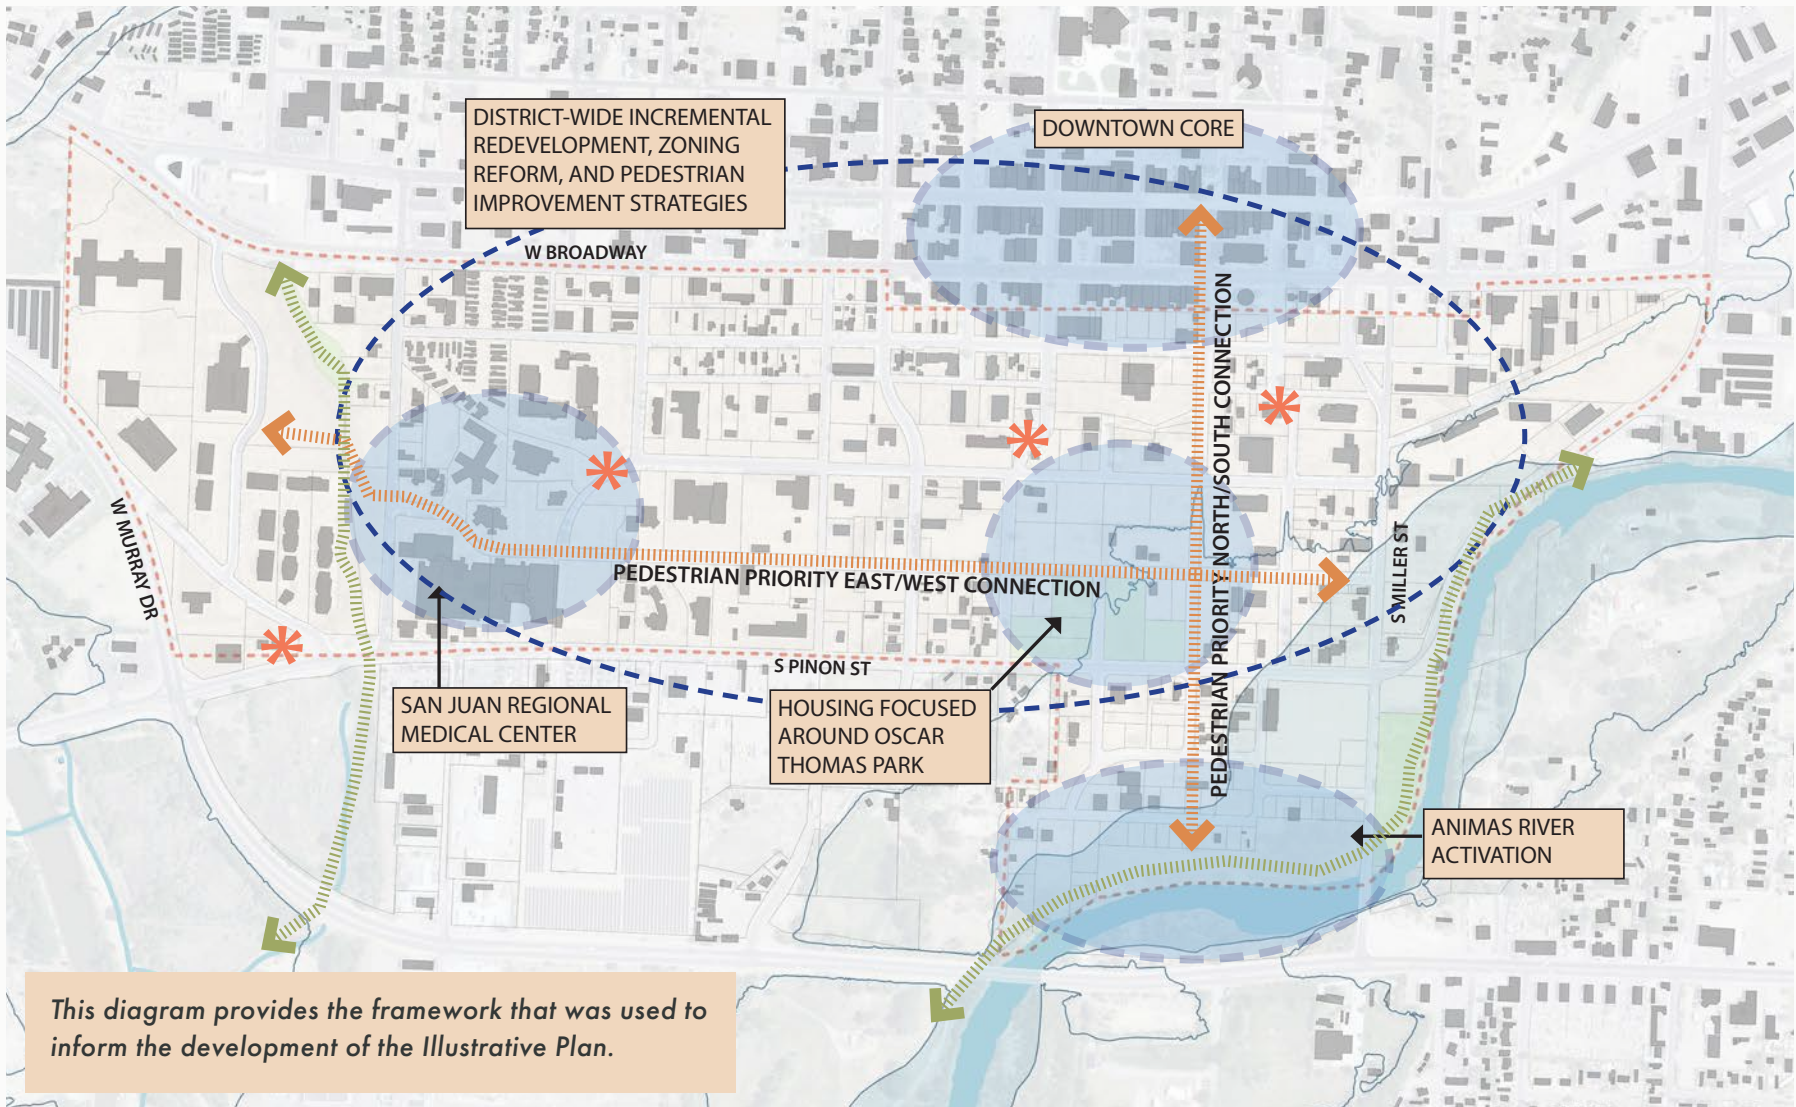 DISTRICT-WIDE INCREMENTAL
REDEVELOPMENT, ZONING
REFORM, AND PEDESTRIAN
IMPROVEMENT STRATEGIES
DOWNTOWN CORE
W BROADWAY
PEDESTRIAN PRIORITY NORTH/SOUTH CONNECTION
W MURRAY DR
PEDESTRIAN PRIORITY EAST/WEST CONNECTION
S MILLER ST
S PINON ST
SAN JUAN REGIONAL
MEDICAL CENTER
HOUSING FOCUSED
AROUND OSCAR
THOMAS PARK
ANIMAS RIVER
ACTIVATION
This diagram provides the framework that was used to
inform the development of the Illustrative Plan.